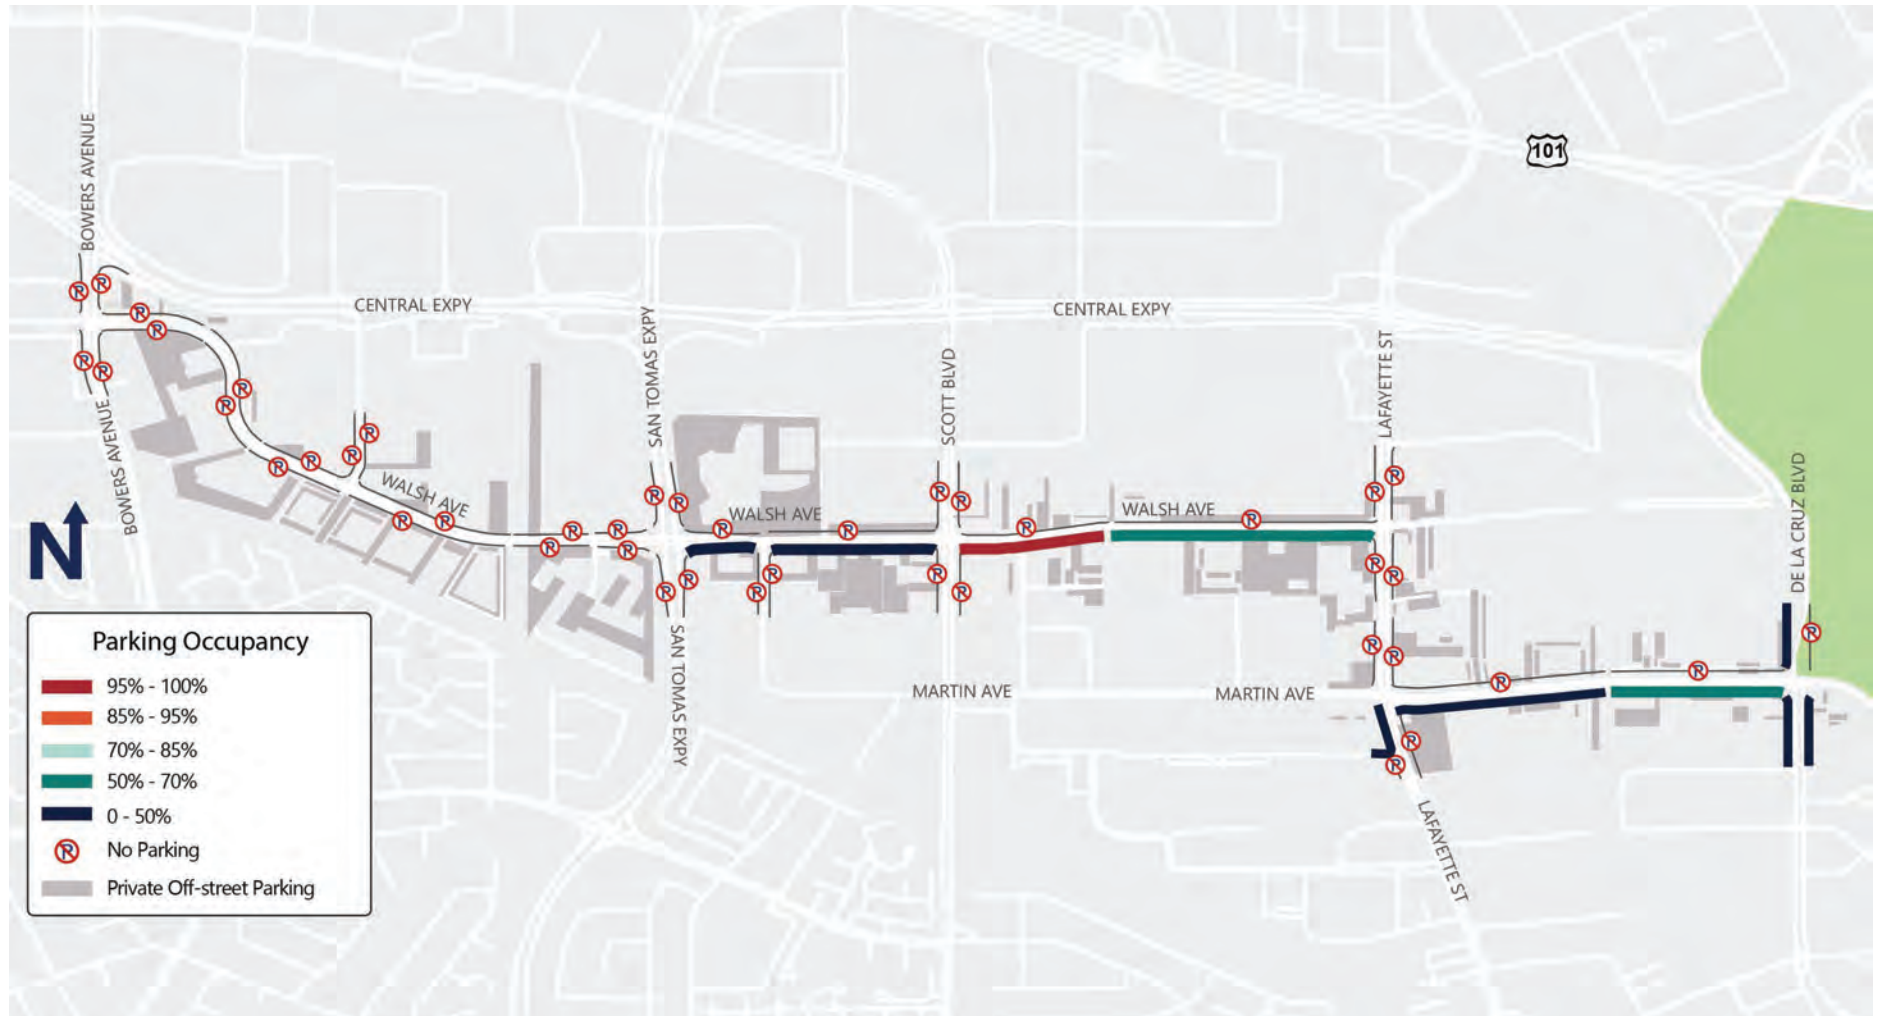 BOWERS AVENUE
101
CENTRAL EXPY
CENTRAL EXPY
SAN TOMAS EXPY
SCOTT BLVD
LAFAYETTE ST
BOWERS AVENUE
WALSH AVE
WALSH AVE
WALSH AVE
DE LA CRUZ BLVD
N
SAN TOMAS EXPY
MARTIN AVE
MARTIN AVE
LAFAYETTE ST
Parking Occupancy
95% - 100%
85% - 95%
70% - 85%
50% - 70%
0 - 50%
P No Parking
Private Off-street Parking